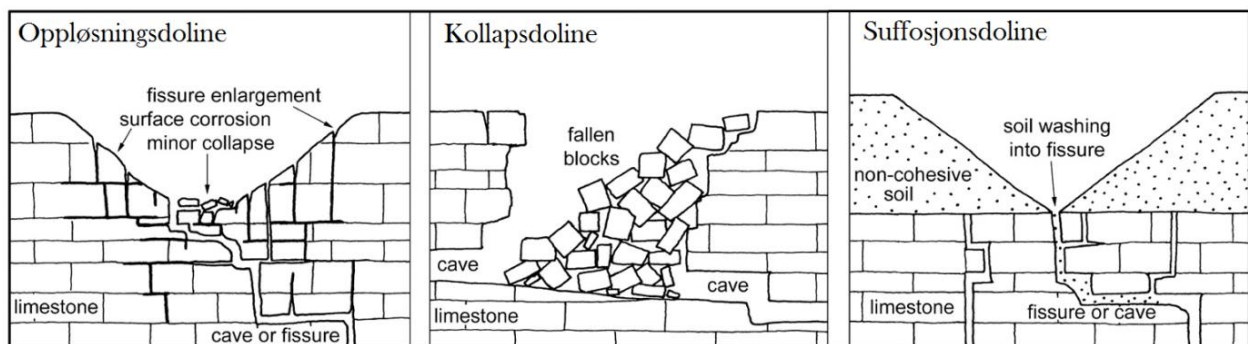 Oppløsningsdoline
fissure enlargement
surface corrosion
minor collapse
limestone
cave or fissure
Kollapsdoline
fallen
blocks
cave
cave
limestone
Suffosjonsdoline
soil washing
into fissure
non-cohesive
soil
limestone
fissure or cave